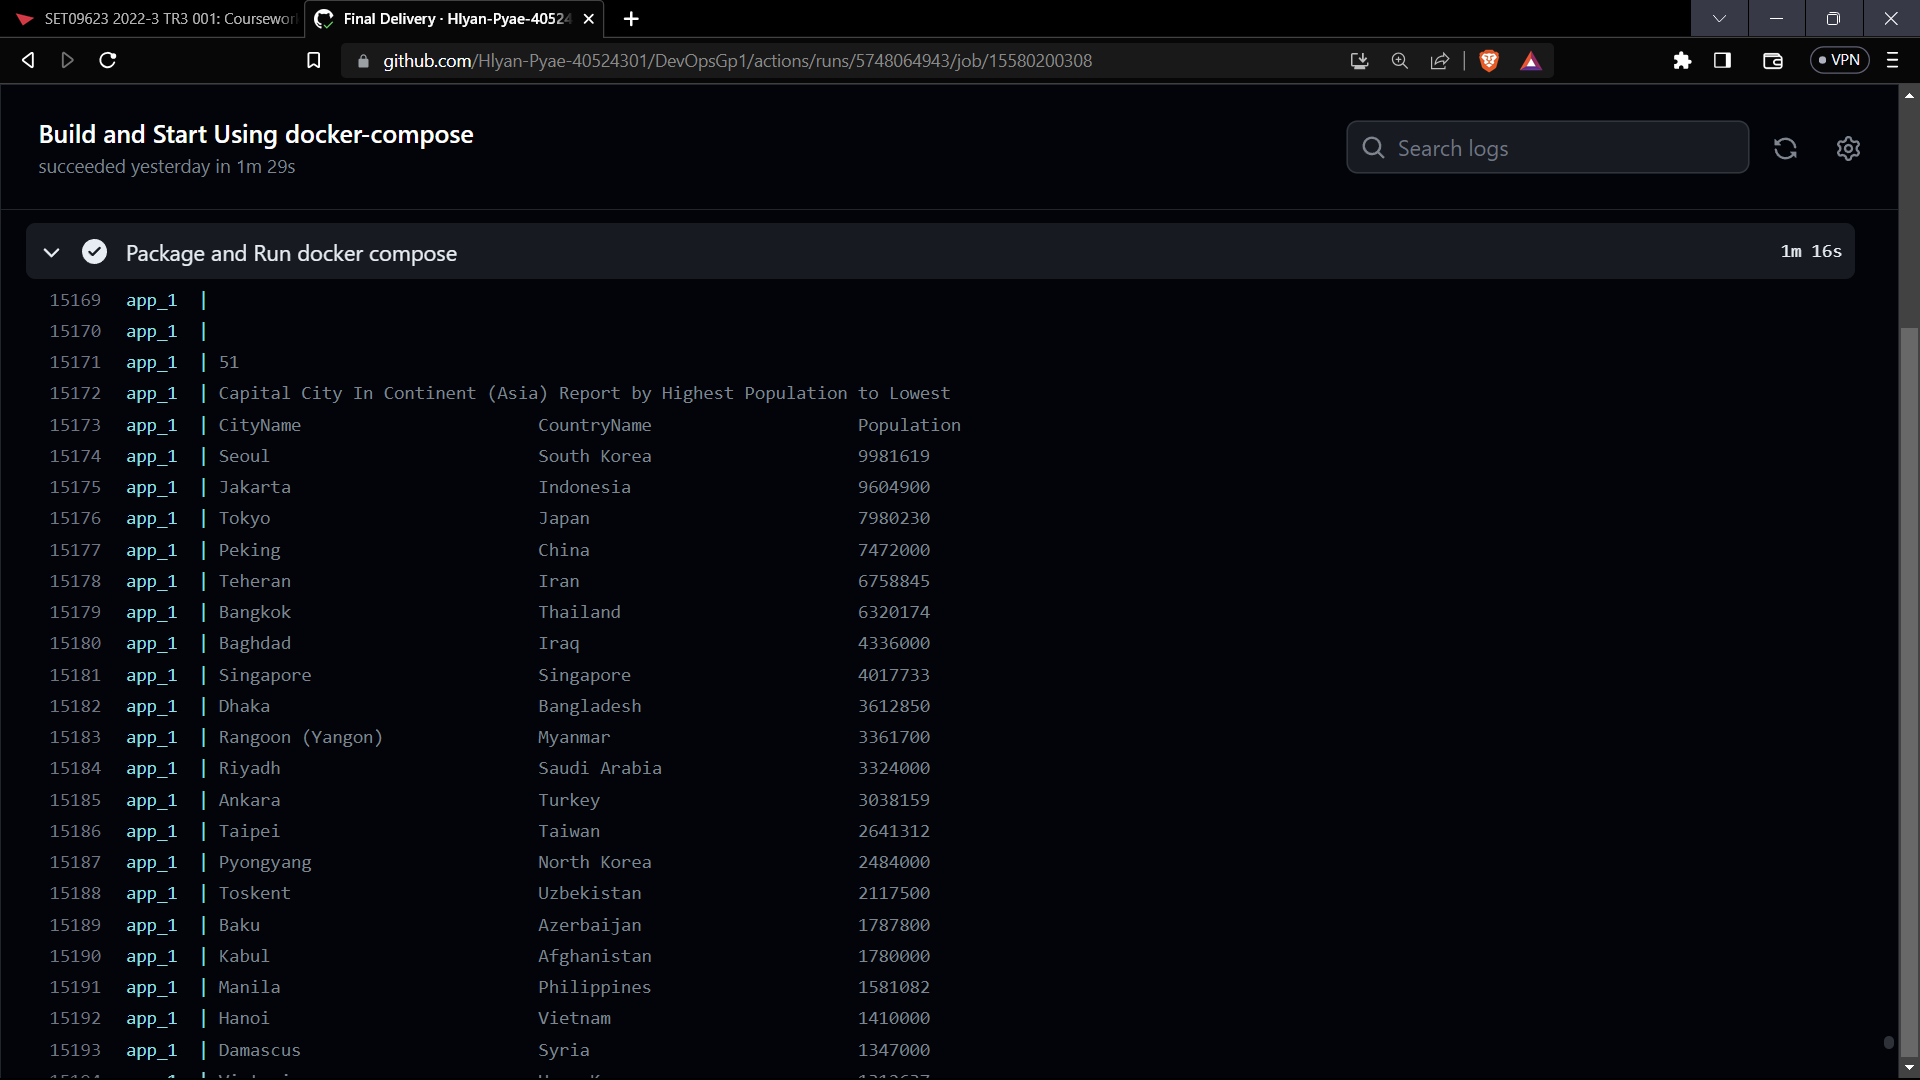 SET09623 2022-3 TR3 001: Coursewor
Final Delivery · Hlyan-Pyae-40524
github.com/Hlyan-Pyae-40524301/DevOpsGp1/actions/runs/5748064943/job/15580200308
VPN
Build and Start Using docker-compose
succeeded yesterday in 1m 29s
Search logs
Package and Run docker compose 1m 16s
15169 app_1 |
15170 app_1 |
15171 app_1 | 51
15172 app_1 | Capital City In Continent (Asia) Report by Highest Population to Lowest
15173 app_1 | CityName CountryName Population
15174 app_1 | Seoul South Korea 9981619
15175 app_1 | Jakarta Indonesia 9604900
15176 app_1 | Tokyo Japan 7980230
15177 app_1 | Peking China 7472000
15178 app_1 | Teheran Iran 6758845
15179 app_1 | Bangkok Thailand 6320174
15180 app_1 | Baghdad Iraq 4336000
15181 app_1 | Singapore Singapore 4017733
15182 app_1 | Dhaka Bangladesh 3612850
15183 app_1 | Rangoon (Yangon) Myanmar 3361700
15184 app_1 | Riyadh Saudi Arabia 3324000
15185 app_1 | Ankara Turkey 3038159
15186 app_1 | Taipei Taiwan 2641312
15187 app_1 | Pyongyang North Korea 2484000
15188 app_1 | Toskent Uzbekistan 2117500
15189 app_1 | Baku Azerbaijan 1787800
15190 app_1 | Kabul Afghanistan 1780000
15191 app_1 | Manila Philippines 1581082
15192 app_1 | Hanoi Vietnam 1410000
15193 app_1 | Damascus Syria 1347000